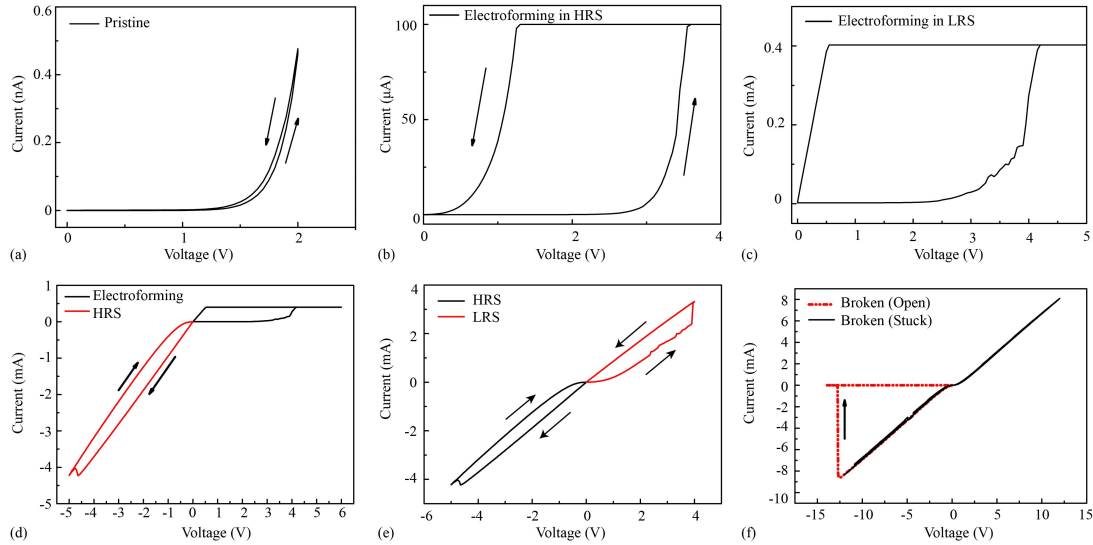 Pristine
Current (nA)
0.6
0.4
0.2
0
0
1
2
Voltage (V)
(a)
Electroforming in HRS
Current (μA)
100
50
0
0
2
4
Voltage (V)
(b)
Electroforming in LRS
Current (mA)
0.4
0.2
0
0
1
2
3
4
5
Voltage (V)
(c)
Electroforming
HRS
Current (mA)
1
0
-1
-2
-3
-4
-5
-5 -4 -3 -2 -1 0 1 2 3 4 5 6
Voltage (V)
(d)
HRS
LRS
Current (mA)
4
2
0
-2
-4
-6 -4 -2 0 2 4
Voltage (V)
(e)
Broken (Open)
Broken (Stuck)
Current (mA)
8
6
4
2
0
-2
-4
-6
-8
-10
-15 -10 -5 0 5 10 15
Voltage (V)
(f)